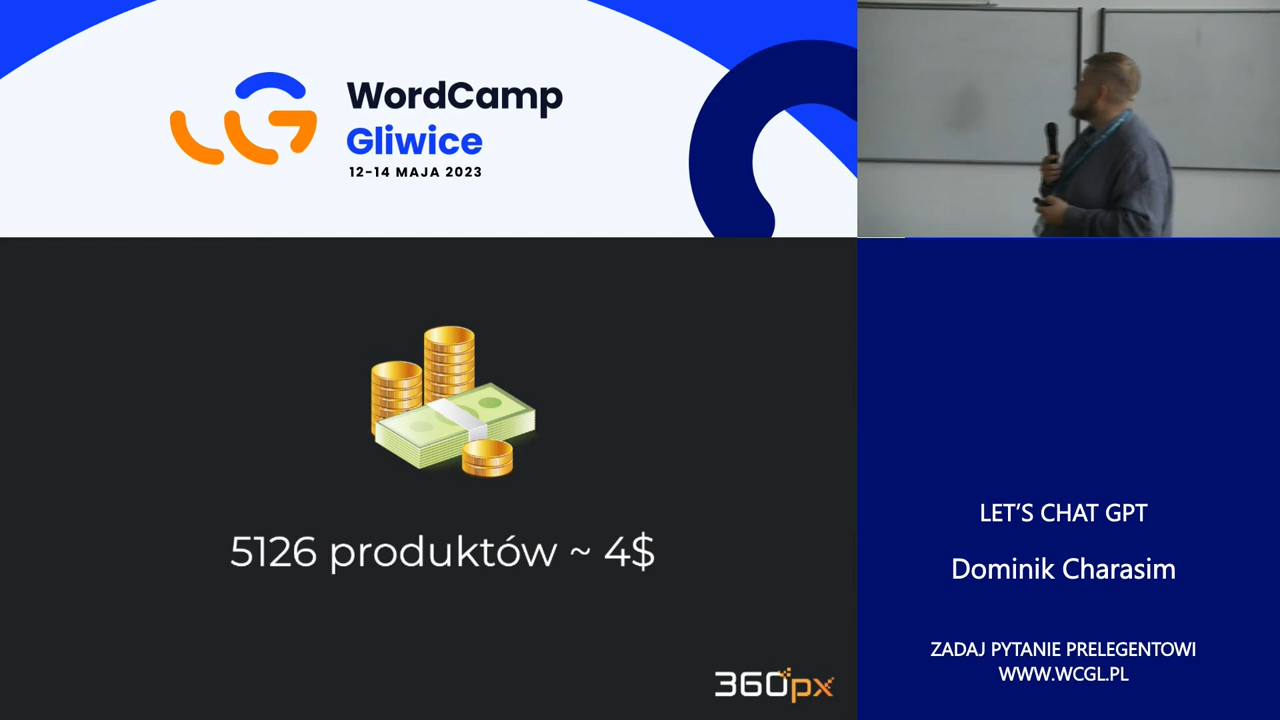 WordCamp
Gliwice
12-14 MAJA 2023
5126 produktów ~ 4$
360px
LET'S CHAT GPT
Dominik Charasim
ZADAJ PYTANIE PRELEGENTOWI
WWW.WCGL.PL